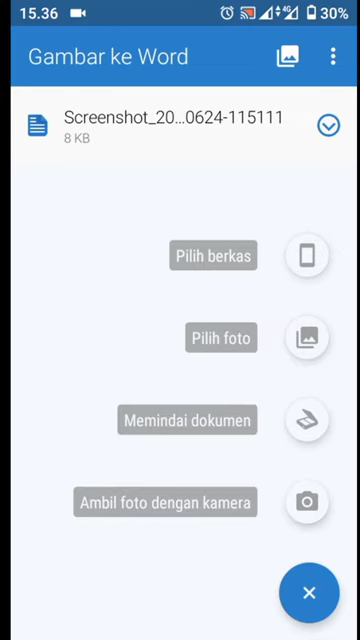 15.36
4G
30%
Gambar ke Word
Screenshot_20...0624-115111
8 KB
Pilih berkas
Pilih foto
Memindai dokumen
Ambil foto dengan kamera